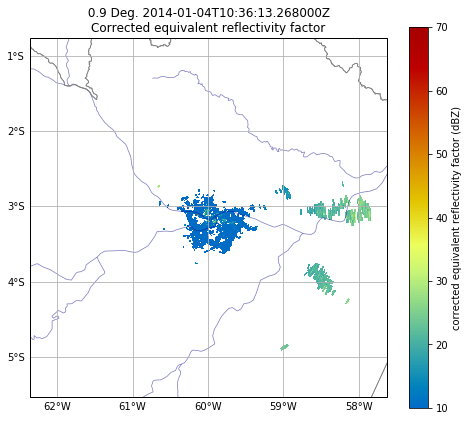 0.9 Deg. 2014-01-04T10:36:13.268000Z
Corrected equivalent reflectivity factor
1°S
2°S
3°S
4°S
5°S
62°W 61°W 60°W 59°W 58°W
70
60
50
40
30
20
10
corrected equivalent reflectivity factor (dBZ)